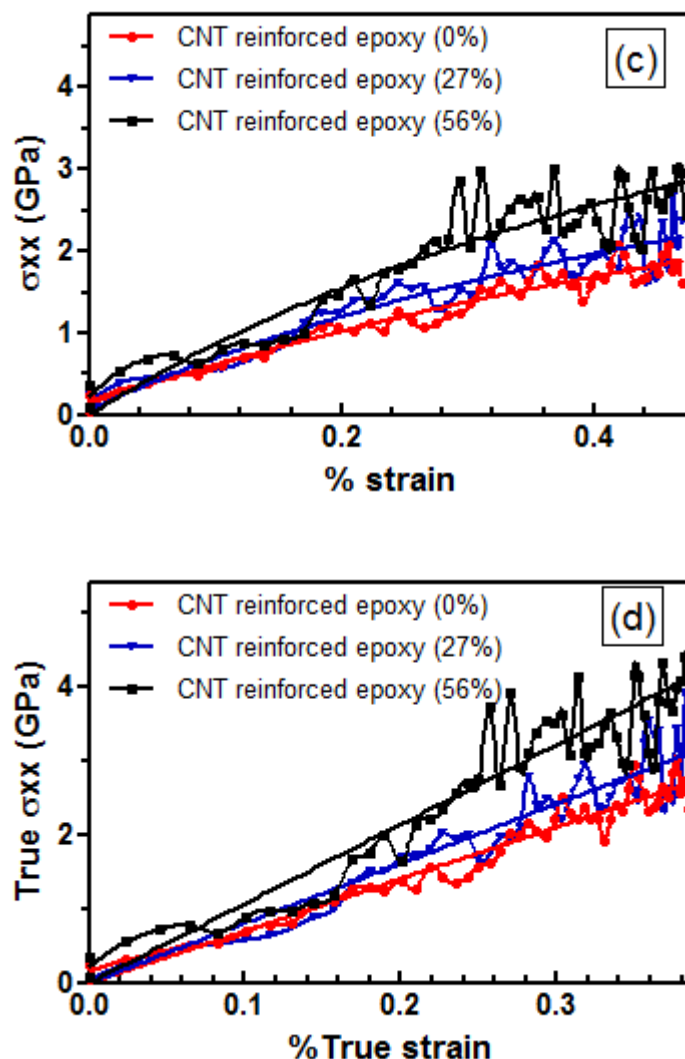 CNT reinforced epoxy (0%)
CNT reinforced epoxy (27%)
CNT reinforced epoxy (56%)
(c)
σxx (GPa)
4
3
2
1
0
0.0 0.2 0.4
% strain
CNT reinforced epoxy (0%)
CNT reinforced epoxy (27%)
CNT reinforced epoxy (56%)
(d)
True σxx (GPa)
4
2
0
0.0 0.1 0.2 0.3
%True strain